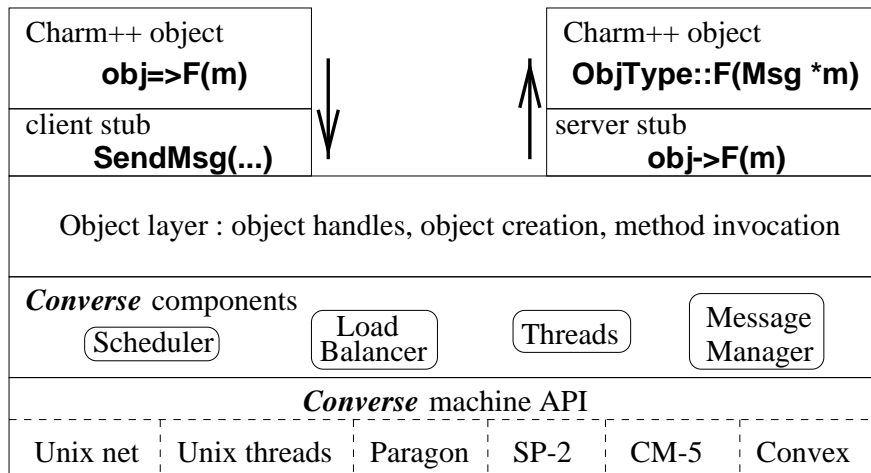 Charm++ object
obj=>F(m)
client stub
SendMsg(...)
Charm++ object
ObjType::F(Msg *m)
server stub
obj->F(m)
Object layer : object handles, object creation, method invocation
Converse components
Scheduler
Load
Balancer
Threads
Message
Manager
Converse machine API
Unix net
Unix threads
Paragon
SP-2
CM-5
Convex